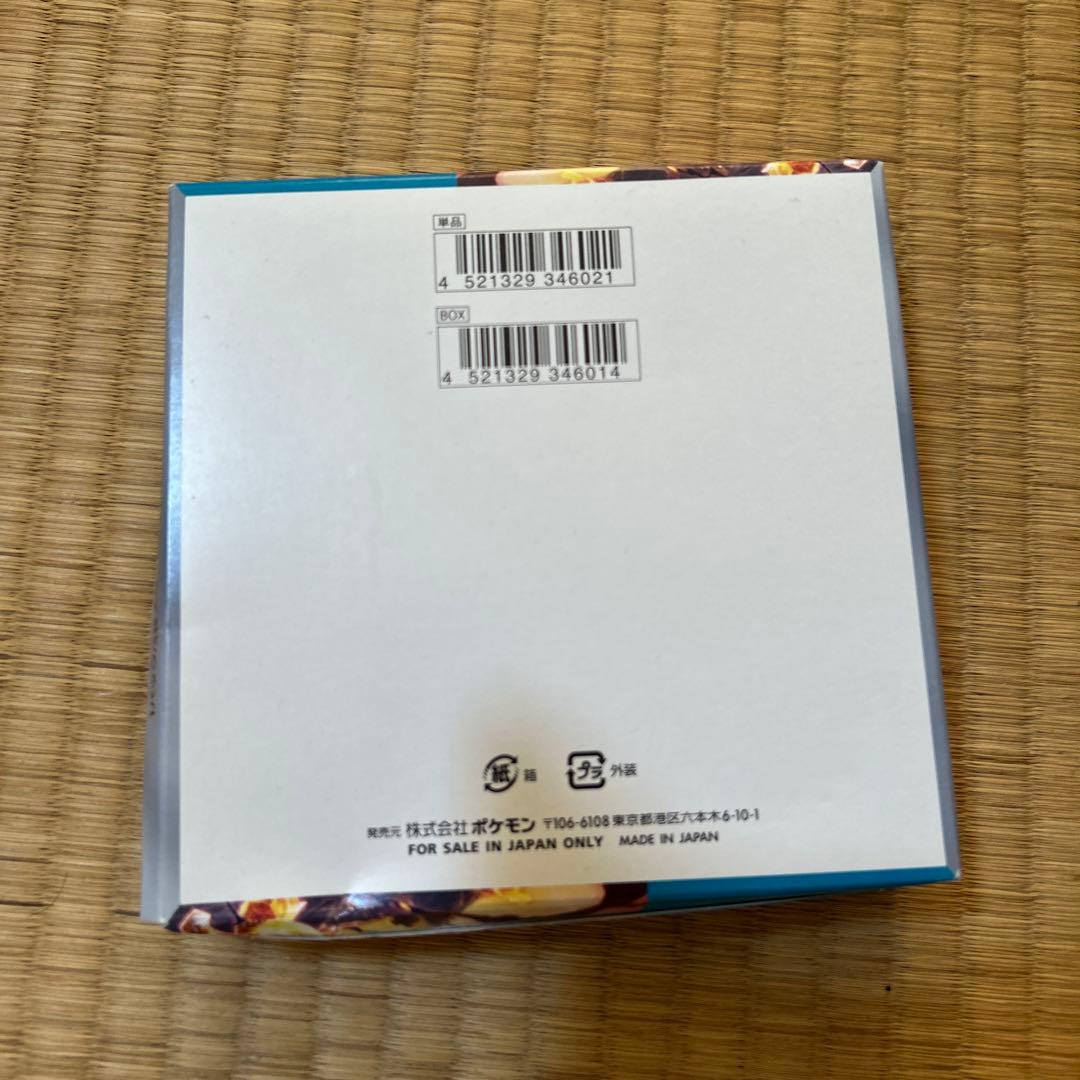 単品
4 521329 346021
BOX
4 521329 346014
紙 箱 プラ 外装
発売元 株式会社 ポケモン 〒106-6108 東京都港区六本木6-10-1
FOR SALE IN JAPAN ONLY MADE IN JAPAN